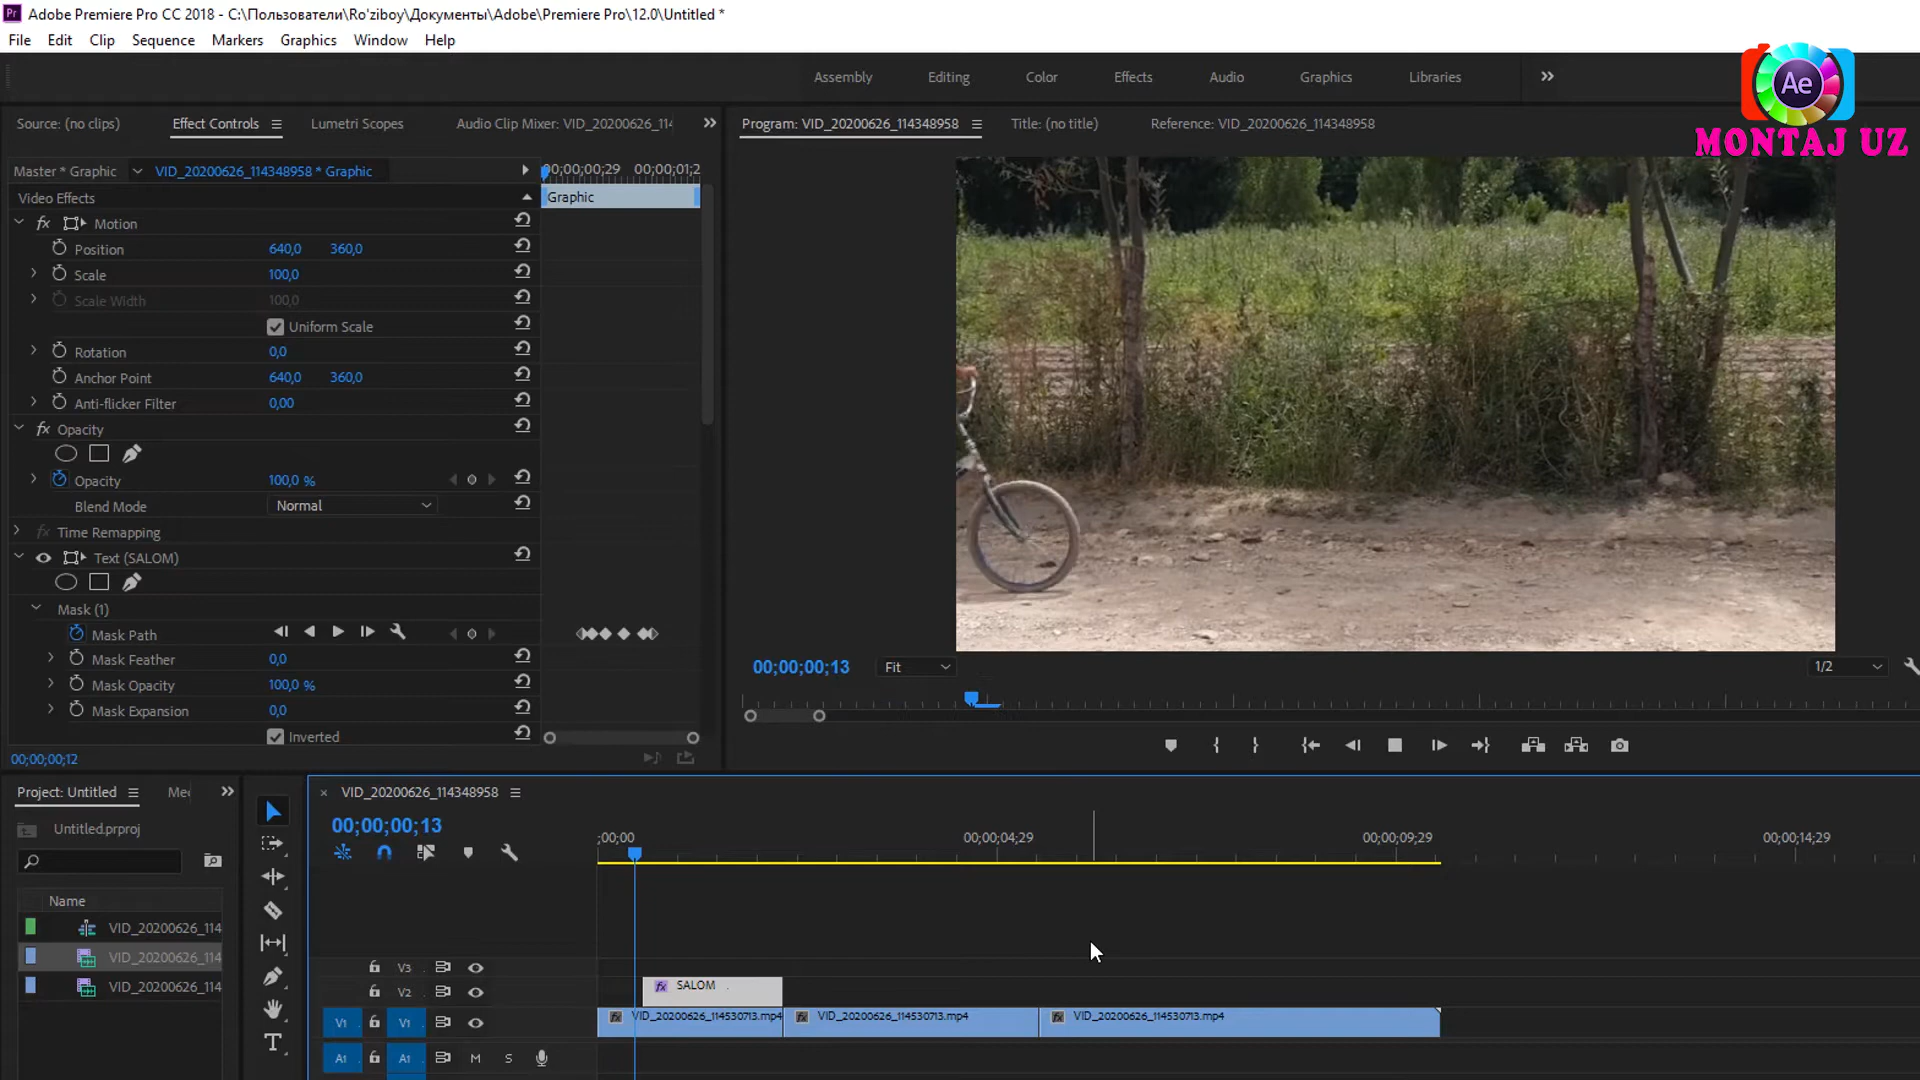 Adobe Premiere Pro CC 2018 - C:\Пользователи\Ro'ziboy\Документы\Adobe\Premiere Pro\12.0\Untitled *
File Edit Clip Sequence Markers Graphics Window Help
Assembly Editing Color Effects Audio Graphics Libraries
Ae
MONTAJ UZ
Source: (no clips) Effect Controls Lumetri Scopes Audio Clip Mixer: VID_20200626_114
Program: VID_20200626_114348958 Title: (no title) Reference: VID_20200626_114348958
Master * Graphic VID_20200626_114348958 * Graphic
00;00;00;29 00;00;01;2
Video Effects
Graphic
fx Motion
Position 640,0 360,0
Scale 100,0
Scale Width 100,0
Uniform Scale
Rotation 0,0
Anchor Point 640,0 360,0
Anti-flicker Filter 0,00
fx Opacity
Opacity 100,0 %
Blend Mode Normal
fx Time Remapping
Text (SALOM)
Mask (1)
Mask Path
Mask Feather 0,0
Mask Opacity 100,0 %
Mask Expansion 0,0
Inverted
00;00;00;12
00;00;00;13 Fit 1/2
Project: Untitled Me
Untitled.prproj
Name
VID_20200626_114
VID_20200626_114
VID_20200626_114
VID_20200626_114348958
00;00;00;13
;00;00 00;00;04;29 00;00;09;29 00;00;14;29
V3
V2
fx SALOM
V1 V1
fx VID_20200626_114530713.mp4 fx VID_20200626_114530713.mp4 fx VID_20200626_114530713.mp4
A1 A1 M S